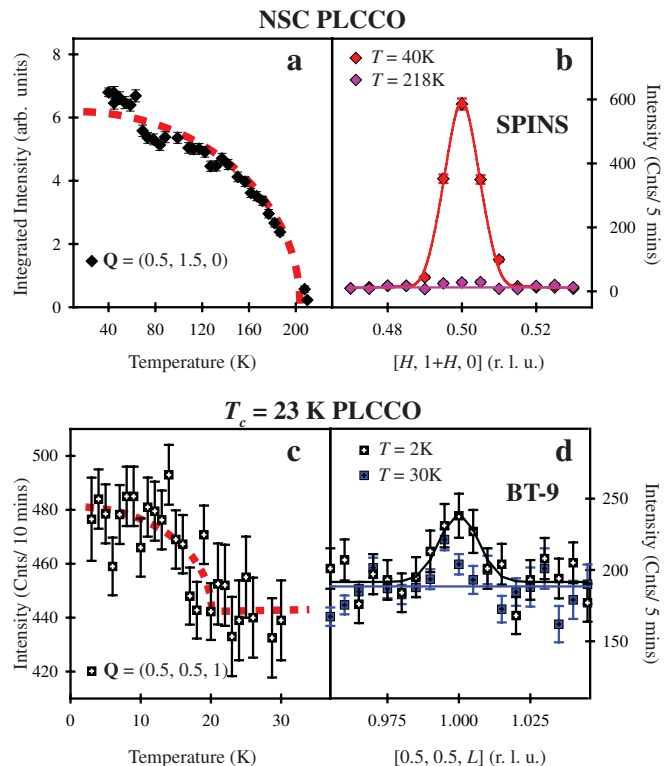 NSC PLCCO
a
b
T = 40K
T = 218K
SPINS
Q = (0.5, 1.5, 0)
Integrated Intensity (arb. units)
8
6
4
2
0
40 80 120 160 200
Temperature (K)
0.48 0.50 0.52
[H, 1+H, 0] (r. l. u.)
600
400
200
0
Intensity (Cnts/ 5 mins)
T_c = 23 K PLCCO
c
d
T = 2K
T = 30K
BT-9
Q = (0.5, 0.5, 1)
Intensity (Cnts/ 10 mins)
500
480
460
440
420
0 10 20 30
Temperature (K)
0.975 1.000 1.025
[0.5, 0.5, L] (r. l. u.)
250
200
150
Intensity (Cnts/ 5 mins)